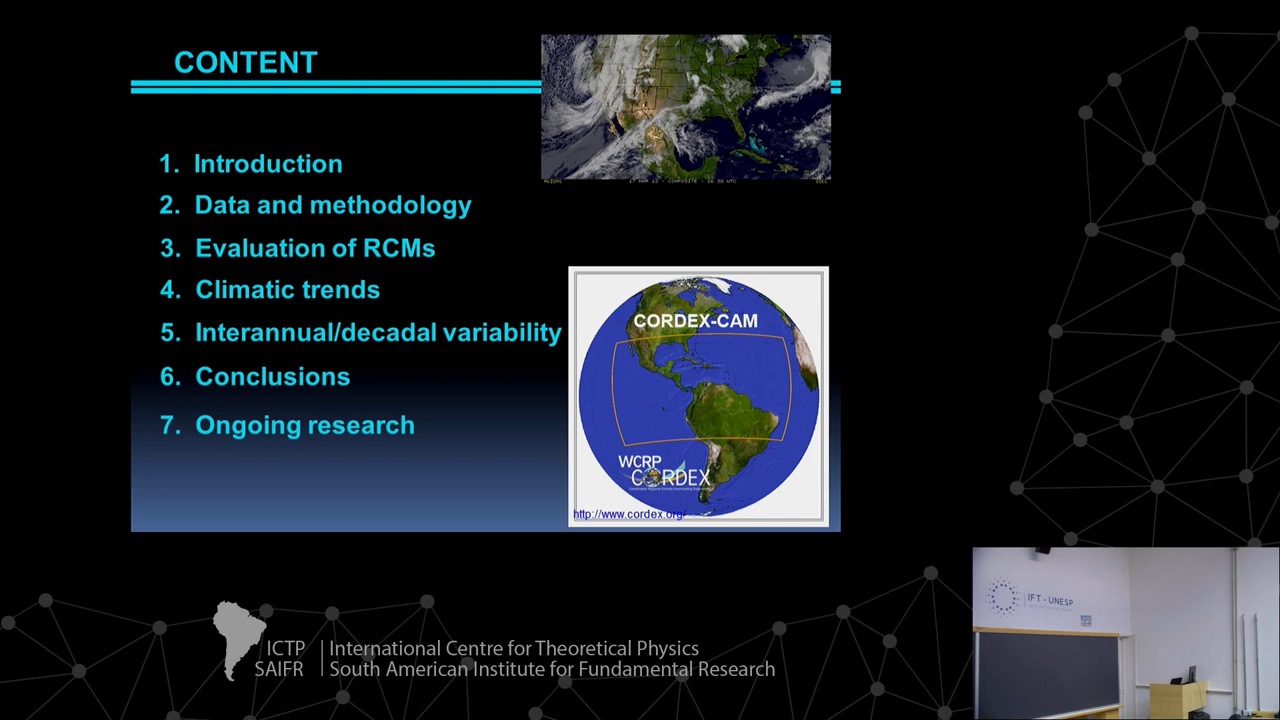 CONTENT
1. Introduction
2. Data and methodology
3. Evaluation of RCMs
4. Climatic trends
5. Interannual/decadal variability
6. Conclusions
7. Ongoing research
CORDEX-CAM
WCRP
CORDEX
http://www.cordex.org/
ICTP
SAIFR
International Centre for Theoretical Physics
South American Institute for Fundamental Research
IFT - UNESP